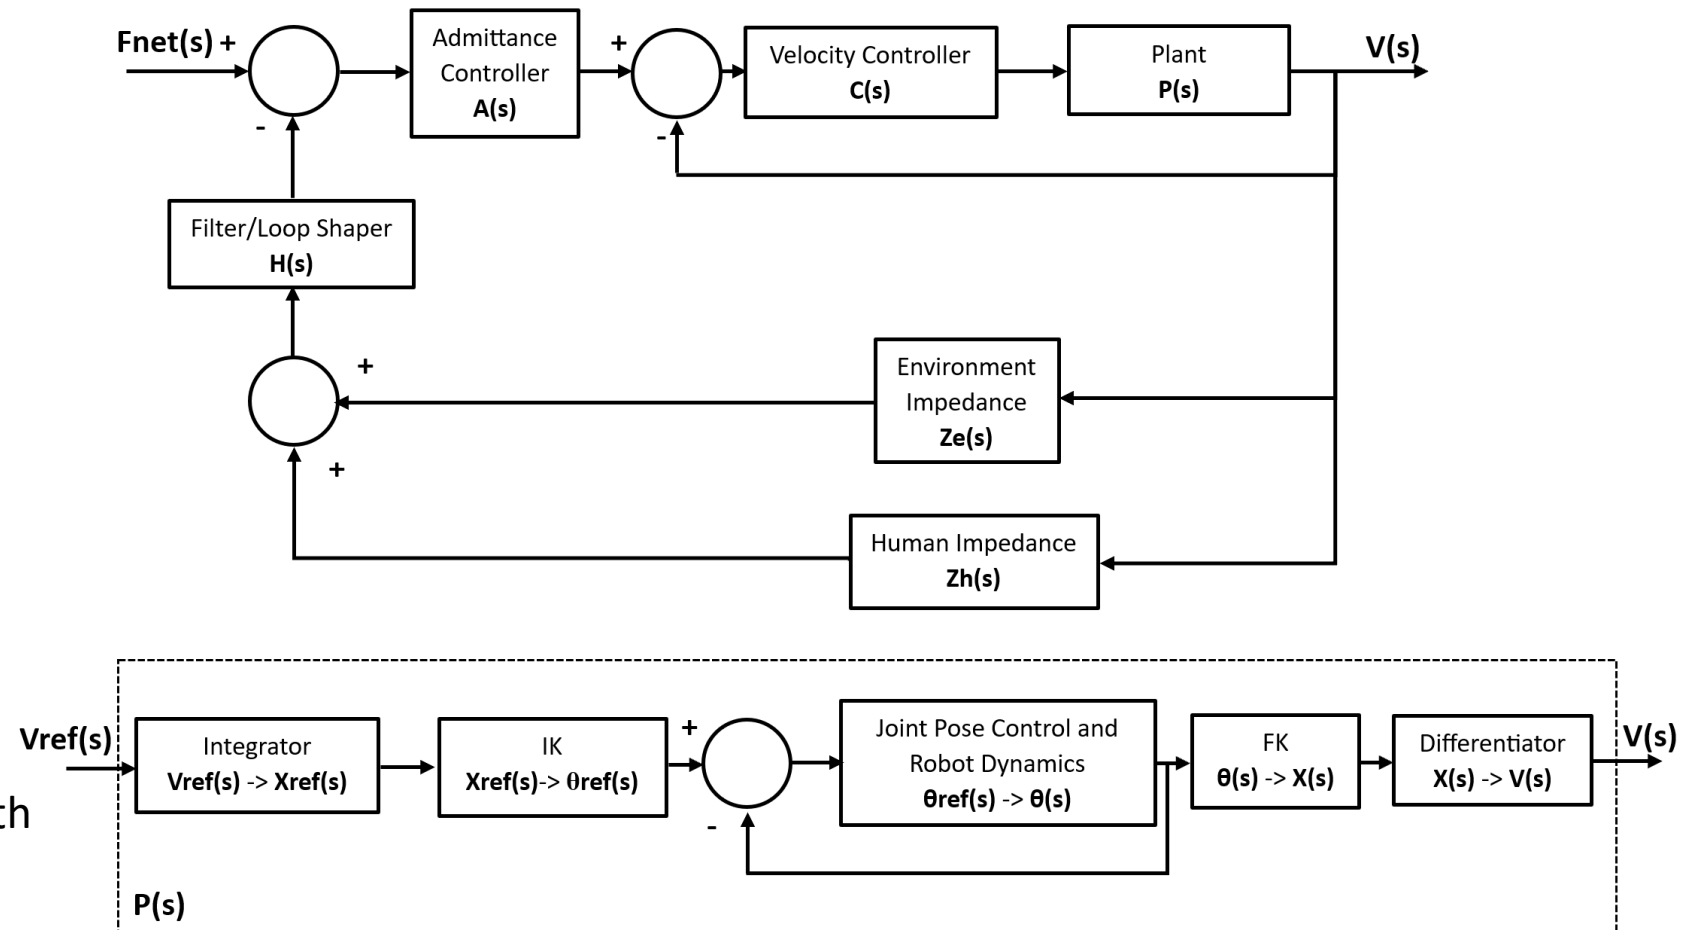 Fnet(s) +
Admittance
Controller
A(s)
+
Velocity Controller
C(s)
Plant
P(s)
V(s)
-
-
Filter/Loop Shaper
H(s)
+
Environment
Impedance
Ze(s)
+
Human Impedance
Zh(s)
Vref(s)
Integrator
Vref(s) -> Xref(s)
IK
Xref(s)-> θref(s)
+
-
Joint Pose Control and
Robot Dynamics
θref(s) -> θ(s)
FK
θ(s) -> X(s)
Differentiator
X(s) -> V(s)
V(s)
th
P(s)